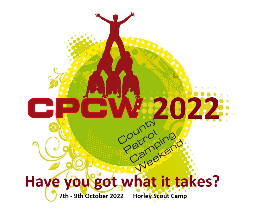 CPCW 2022
County
Patrol
Camping
Weekend
Have you got what it takes?
7th - 9th October 2022 Horley Scout Camp